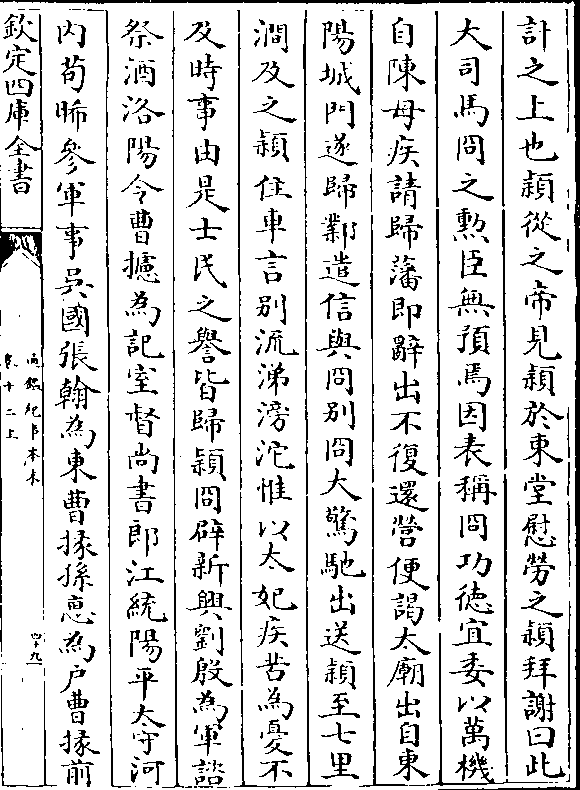 計之上也穎從之帝見穎於東堂慰勞之穎拜謝曰此
大司馬冏之勲臣無預焉因表稱冏功徳宜委以萬機
自陳母疾請歸藩即辭出不復還營便謁太廟出自東
陽城門遂歸鄴遣信與冏别冏大驚馳出送穎至七里
澗及之穎住車言别流涕滂沱惟以太妃疾苦為憂不
及時事由是士民之譽皆歸穎冏辟新興劉殷為軍諮
祭酒洛陽令曹攄為記室督尚書郎江統陽平太守河
内荀晞參軍事吳國張翰為東曹掾孫惠為户曹掾前
欽定四庫全書
通鑑紀事本末
卷十二上
四十九